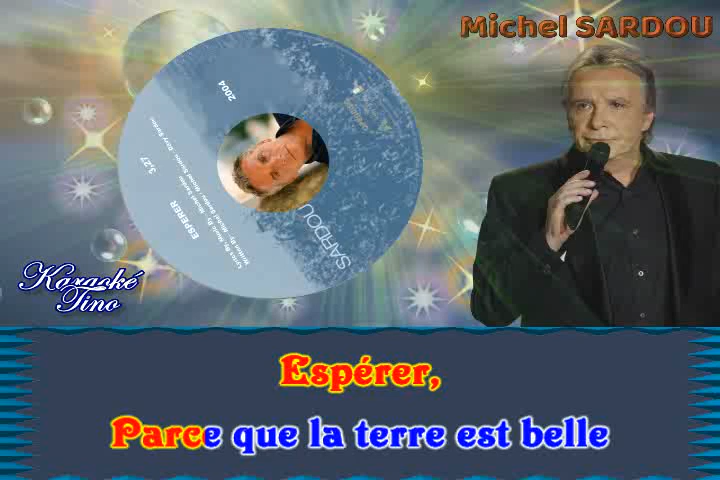 Michel SARDOU
2004
SARDOU
3,27
ESPERER
Karaoké
Tino
Espérer,
Parce que la terre est belle